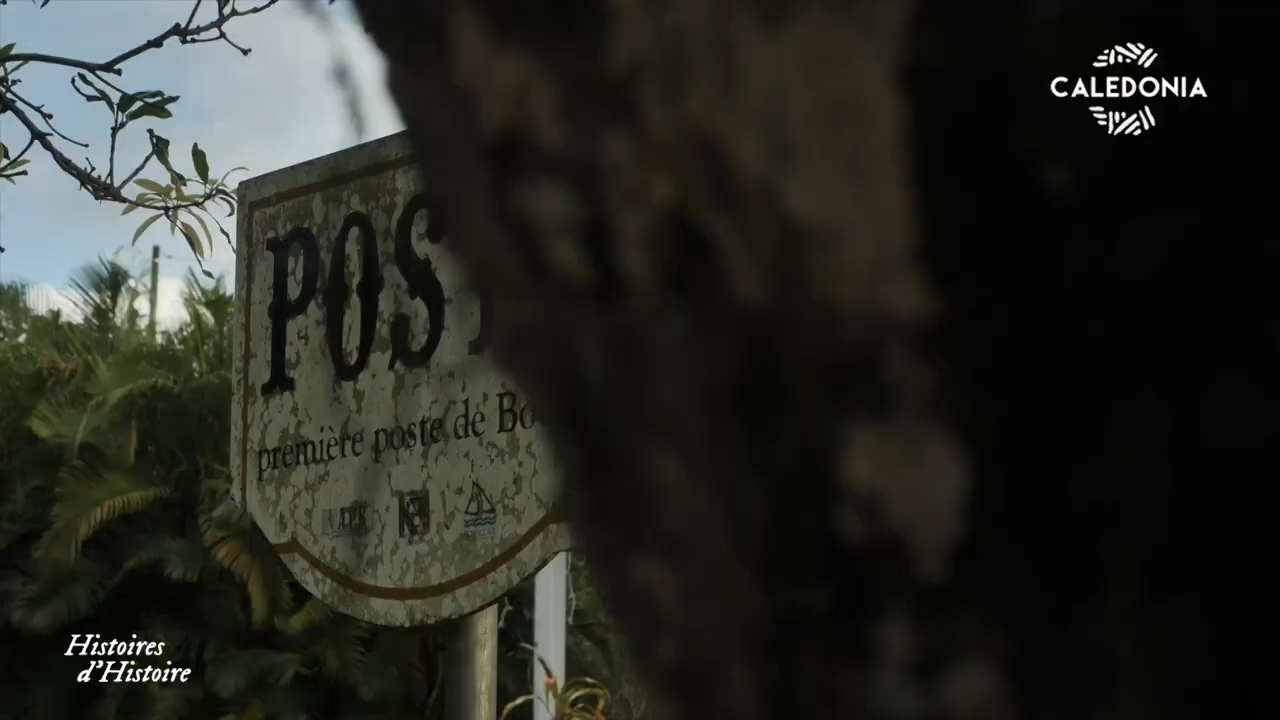 CALEDONIA
POS
première poste de Bo
Histoires
d'Histoire